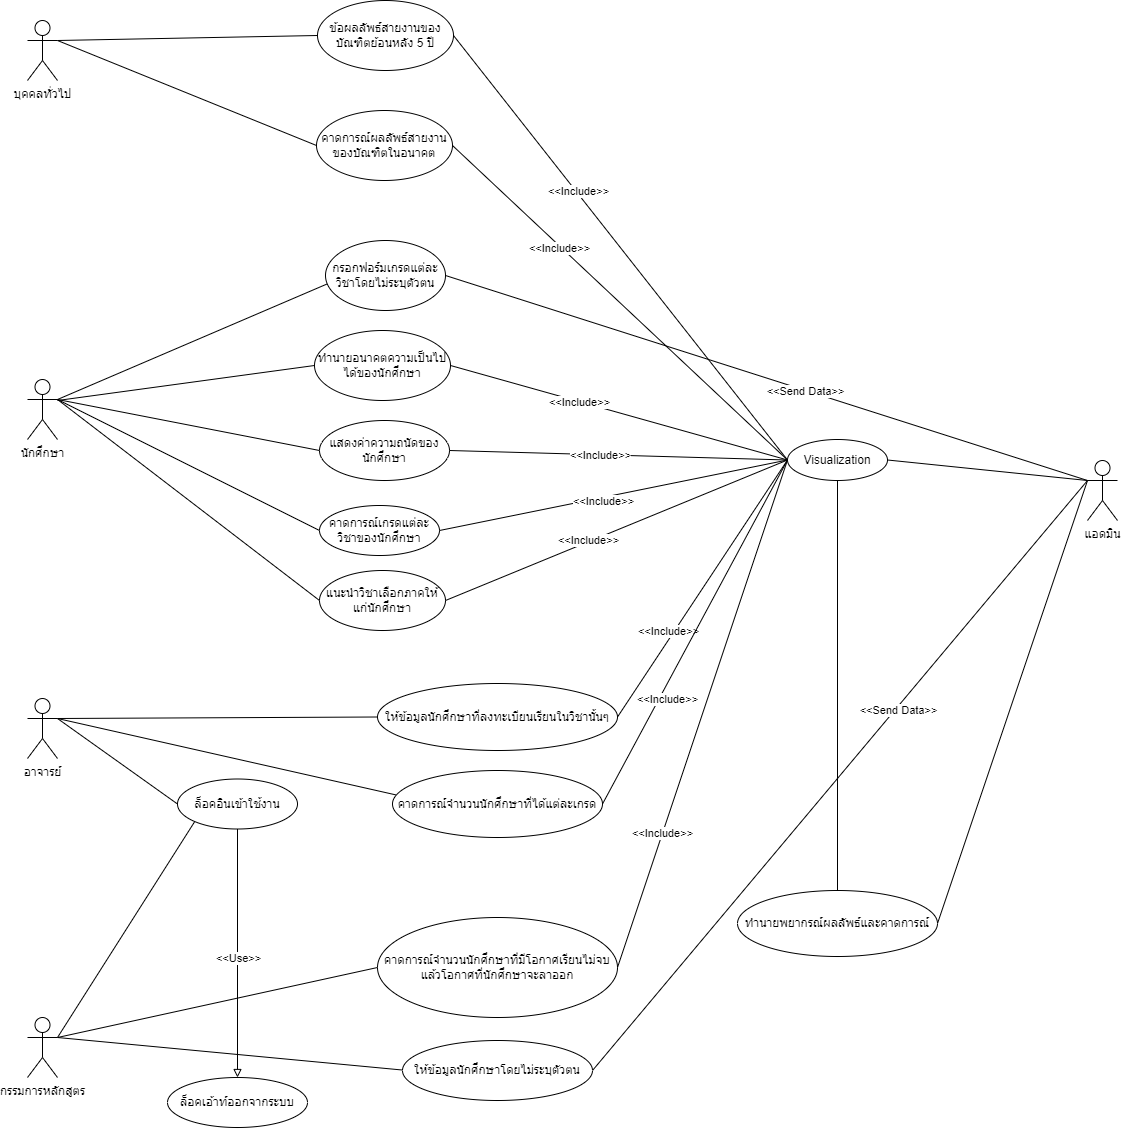 ข้อผลลัพธ์สายงานของ
บัณฑิตย้อนหลัง 5 ปี
บุคคลทั่วไป
คาดการณ์ผลลัพธ์สายงาน
ของบัณฑิตในอนาคต
<<Include>>
<<Include>>
กรอกฟอร์มเกรดแต่ละ
วิชาโดยไม่ระบุตัวตน
ทำนายอนาคตความเป็นไป
ได้ของนักศึกษา
<<Send Data>>
<<Include>>
นักศึกษา
แสดงค่าความถนัดของ
นักศึกษา
<<Include>>
Visualization
<<Include>>
คาดการณ์เกรดแต่ละ
วิชาของนักศึกษา
แอดมิน
<<Include>>
แนะนำวิชาเลือกภาคให้
แก่นักศึกษา
<<Include>>
<<Include>>
<<Send Data>>
ให้ข้อมูลนักศึกษาที่ลงทะเบียนเรียนในวิชานั้นๆ
อาจารย์
ล็อคอินเข้าใช้งาน
คาดการณ์จำนวนนักศึกษาที่ได้แต่ละเกรด
<<Include>>
ทำนายพยากรณ์ผลลัพธ์และคาดการณ์
<<Use>>
คาดการณ์จำนวนนักศึกษาที่มีโอกาศเรียนไม่จบ
แล้วโอกาศที่นักศึกษาจะลาออก
ให้ข้อมูลนักศึกษาโดยไม่ระบุตัวตน
กรรมการหลักสูตร
ล็อคเอ้าท์ออกจากระบบ